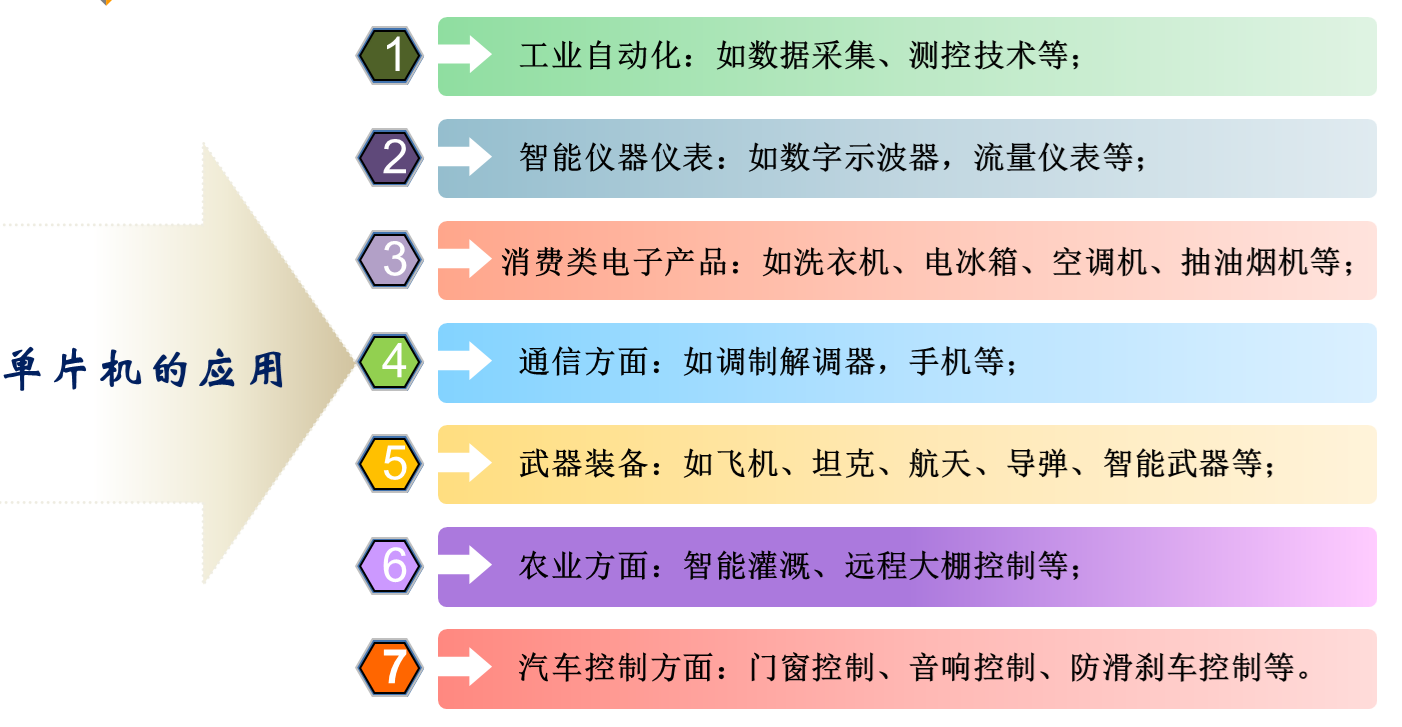 单片机的应用
1 工业自动化：如数据采集、测控技术等；
2 智能仪器仪表：如数字示波器，流量仪表等；
3 消费类电子产品：如洗衣机、电冰箱、空调机、抽油烟机等；
4 通信方面：如调制解调器，手机等；
5 武器装备：如飞机、坦克、航天、导弹、智能武器等；
6 农业方面：智能灌溉、远程大棚控制等；
7 汽车控制方面：门窗控制、音响控制、防滑刹车控制等。